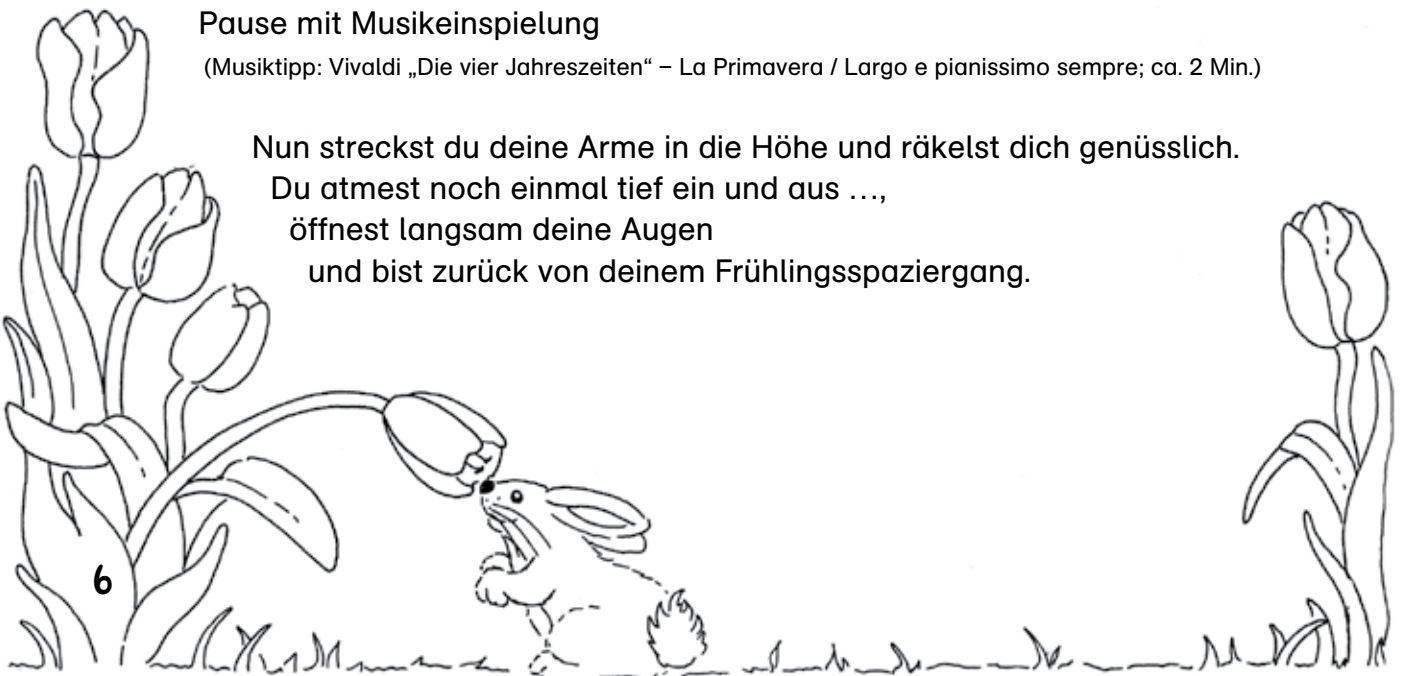 Pause mit Musikeinspielung
(Musiktipp: Vivaldi „Die vier Jahreszeiten“ – La Primavera / Largo e pianissimo sempre; ca. 2 Min.)
Nun streckst du deine Arme in die Höhe und räkelst dich genüsslich.
Du atmest noch einmal tief ein und aus …,
öffnest langsam deine Augen
und bist zurück von deinem Frühlingsspaziergang.
6